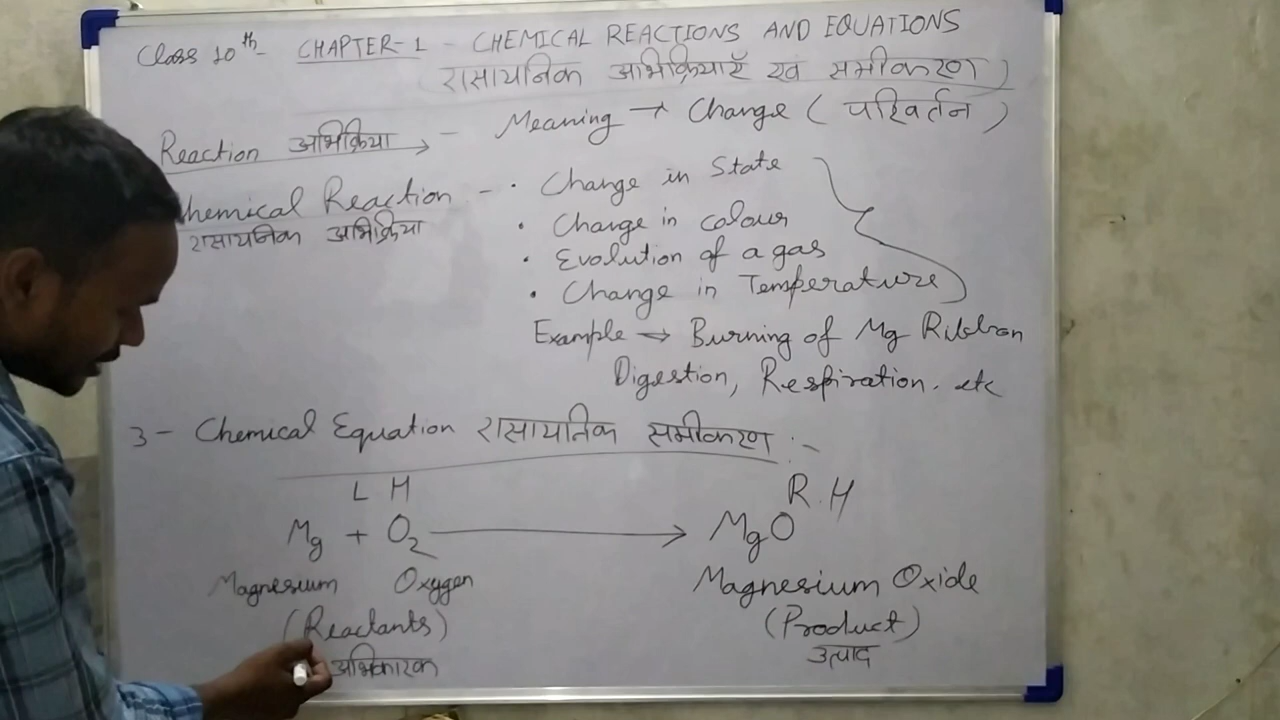 Class 10th CHAPTER-1 - CHEMICAL REACTIONS AND EQUATIONS
रासायनिक अभिक्रियाएँ एवं समीकरण)
Reaction अभिक्रिया → - Meaning → Change (परिवर्तन)
hemical Reaction - • Change in State
रासायनिक अभिक्रिया
• Change in colour
• Evolution of a gas
• Change in Temperature
Example → Burning of Mg Ribbon
Digestion, Respiration. etc
3- Chemical Equation रासायनिक समीकरण :-
L H R.H
Mg + O₂ → MgO
Magnesium Oxygen Magnesium Oxide
(Reactants) (Product)
अभिकारक उत्पाद